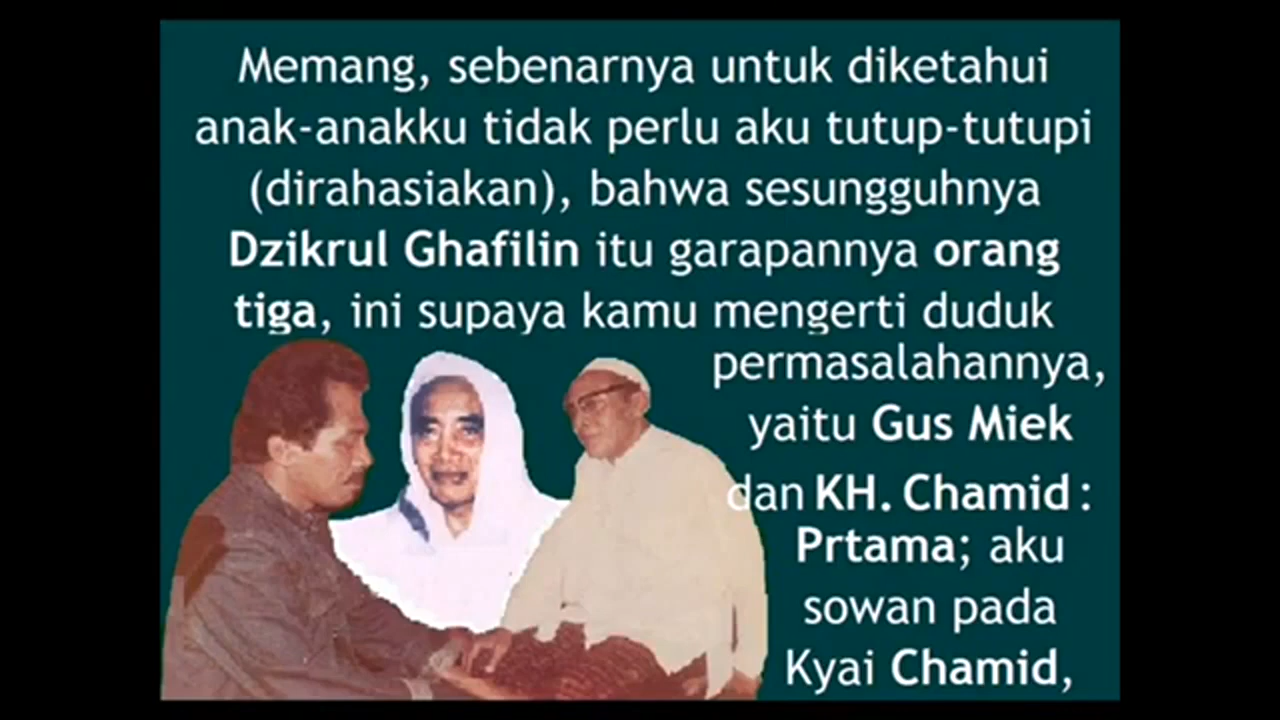 Memang, sebenarnya untuk diketahui
anak-anakku tidak perlu aku tutup-tutupi
(dirahasiakan), bahwa sesungguhnya
Dzikrul Ghafilin itu garapannya orang
tiga, ini supaya kamu mengerti duduk
permasalahannya,
yaitu Gus Miek
dan KH. Chamid :
Prtama; aku
sowan pada
Kyai Chamid,